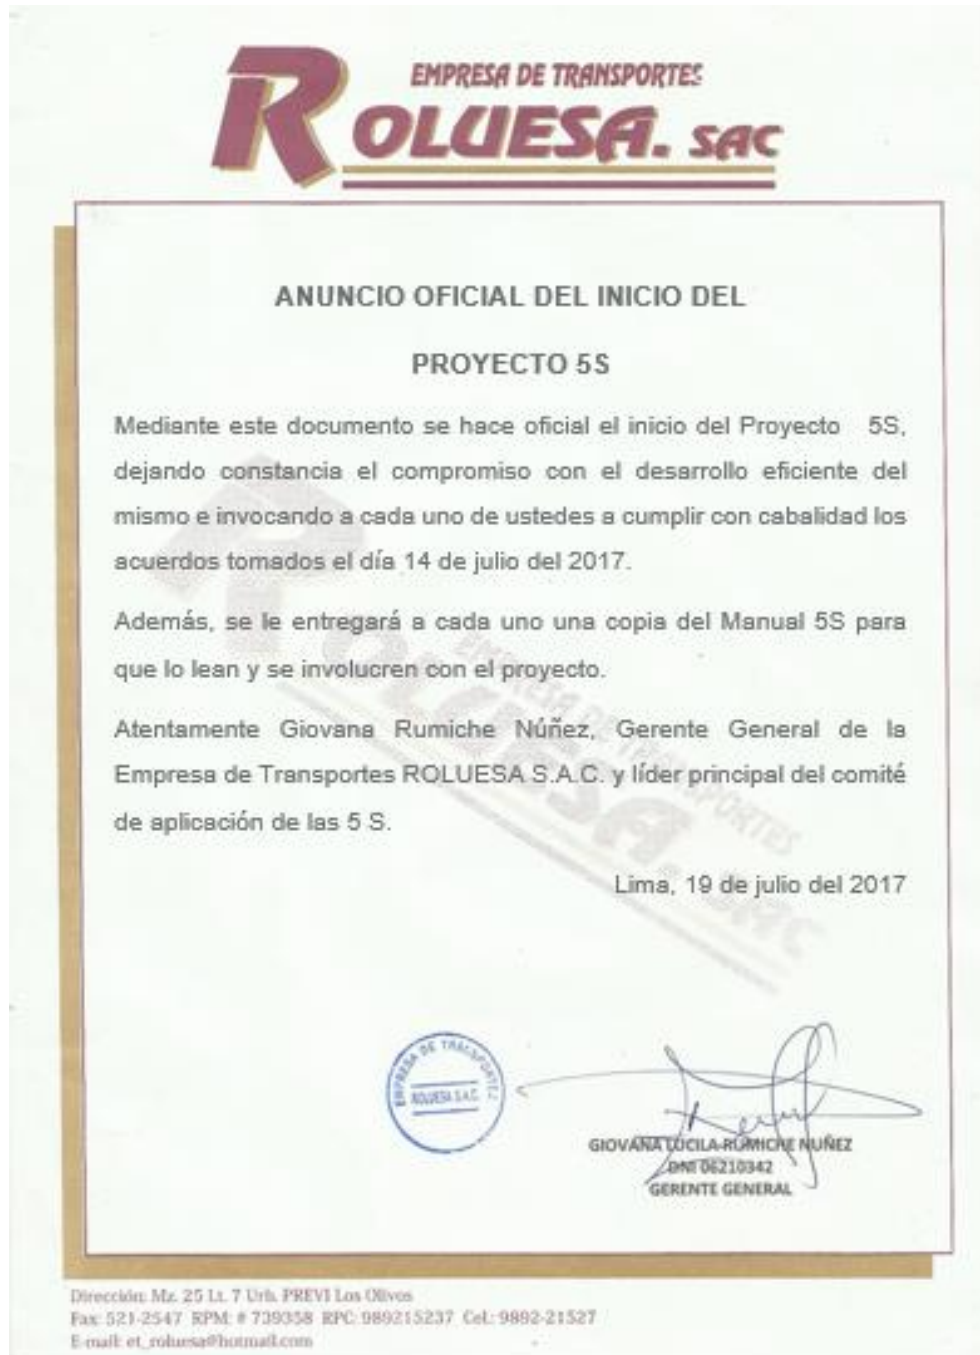 EMPRESA DE TRANSPORTES
ROLUESA. SAC
ANUNCIO OFICIAL DEL INICIO DEL
PROYECTO 5S
Mediante este documento se hace oficial el inicio del Proyecto 5S,
dejando constancia el compromiso con el desarrollo eficiente del
mismo e invocando a cada uno de ustedes a cumplir con cabalidad los
acuerdos tomados el día 14 de julio del 2017.
Además, se le entregará a cada uno una copia del Manual 5S para
que lo lean y se involucren con el proyecto.
Atentamente Giovana Rumiche Núñez, Gerente General de la
Empresa de Transportes ROLUESA S.A.C. y líder principal del comité
de aplicación de las 5 S.
Lima, 19 de julio del 2017
EMPRESA DE TRANSPORTES
ROLUESA. SAC
EMPRESA DE TRANSPORTEZ
ROLUESA S.A.C.
GIOVANA LUCILA RUMICHE NUÑEZ
DNI 06210342
GERENTE GENERAL
Dirección: Mz. 25 Lt. 7 Urb. PREVI Los Olivos
Fax: 521-2547 RPM: # 739358 RPC: 989215237 Cel.: 9892-21527
E-mail: et_roluesa@hotmail.com